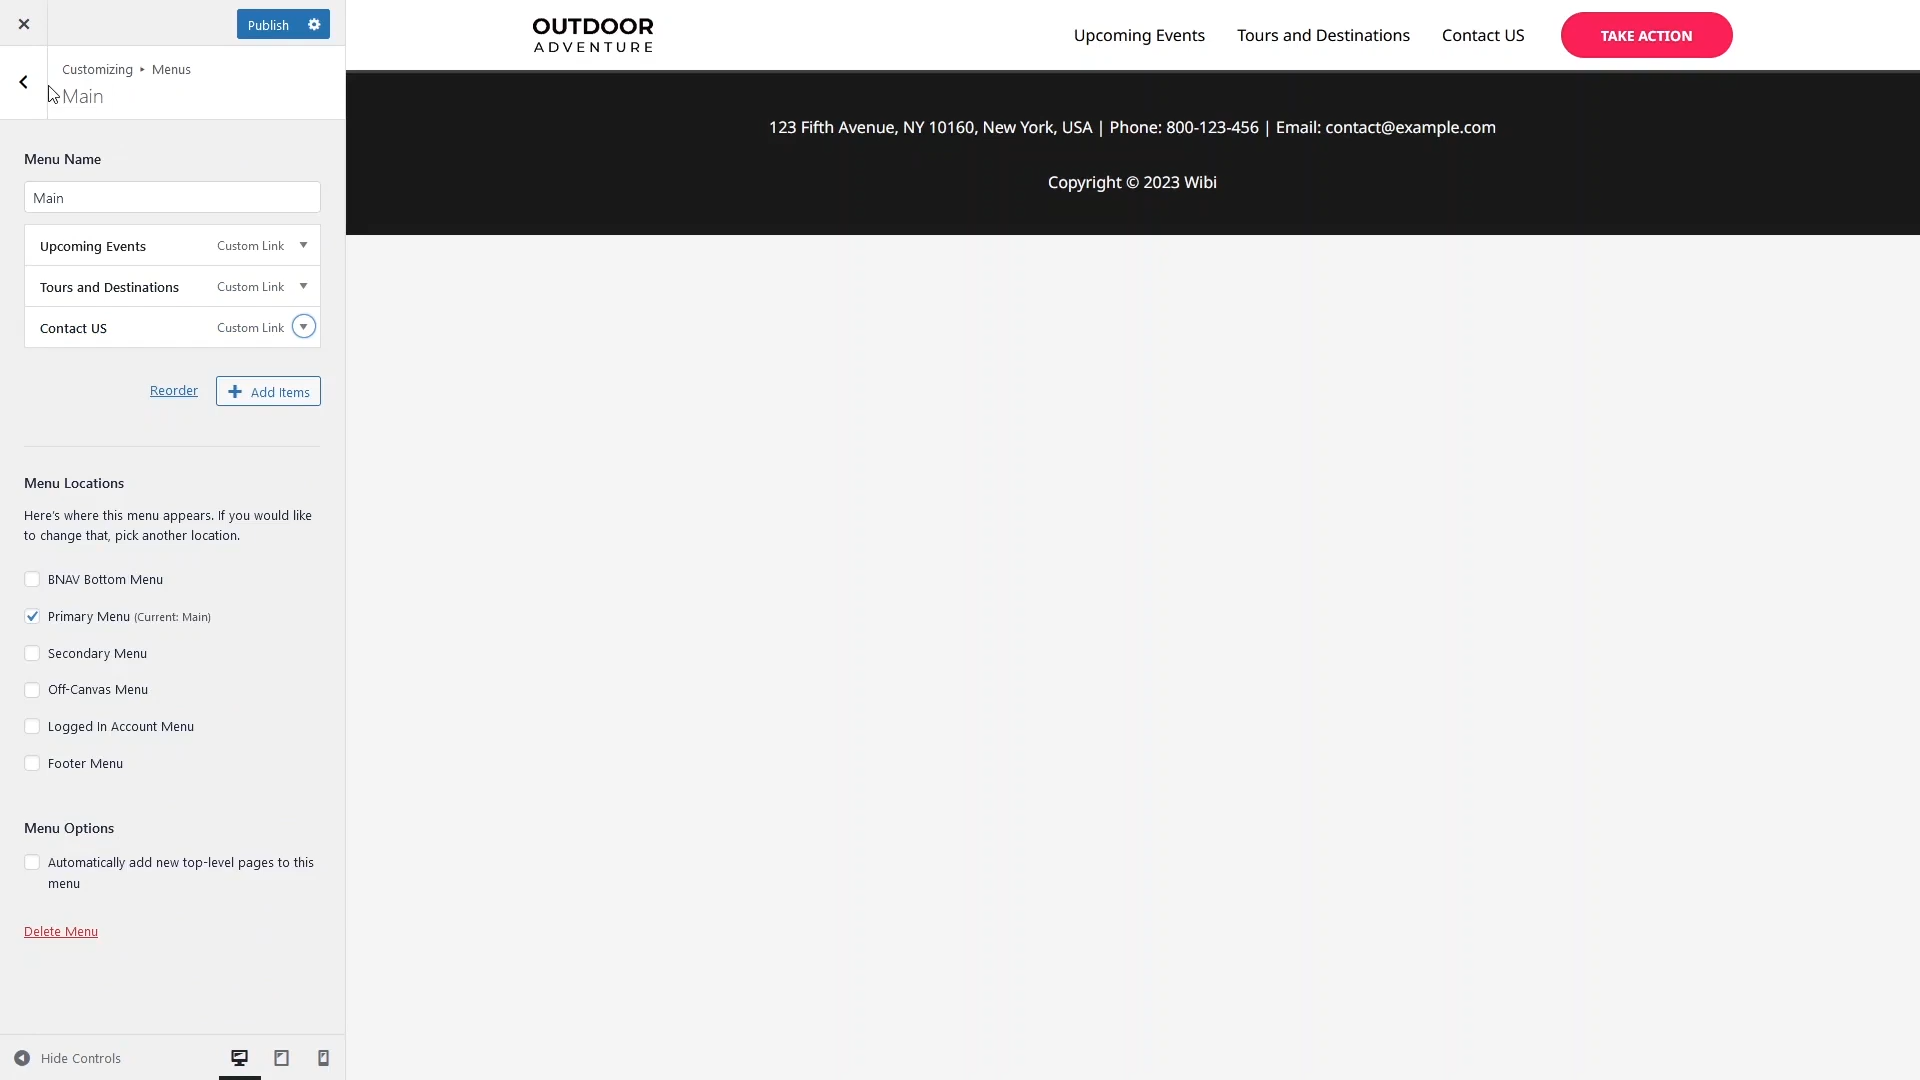 Publish
Customizing ▸ Menus
Main
Menu Name
Main
Upcoming Events Custom Link
Tours and Destinations Custom Link
Contact US Custom Link
Reorder Add Items
Menu Locations
Here's where this menu appears. If you would like
to change that, pick another location.
BNAV Bottom Menu
Primary Menu (Current: Main)
Secondary Menu
Off-Canvas Menu
Logged In Account Menu
Footer Menu
Menu Options
Automatically add new top-level pages to this
menu
Delete Menu
Hide Controls
OUTDOOR
ADVENTURE
Upcoming Events Tours and Destinations Contact US TAKE ACTION
123 Fifth Avenue, NY 10160, New York, USA | Phone: 800-123-456 | Email: contact@example.com
Copyright © 2023 Wibi